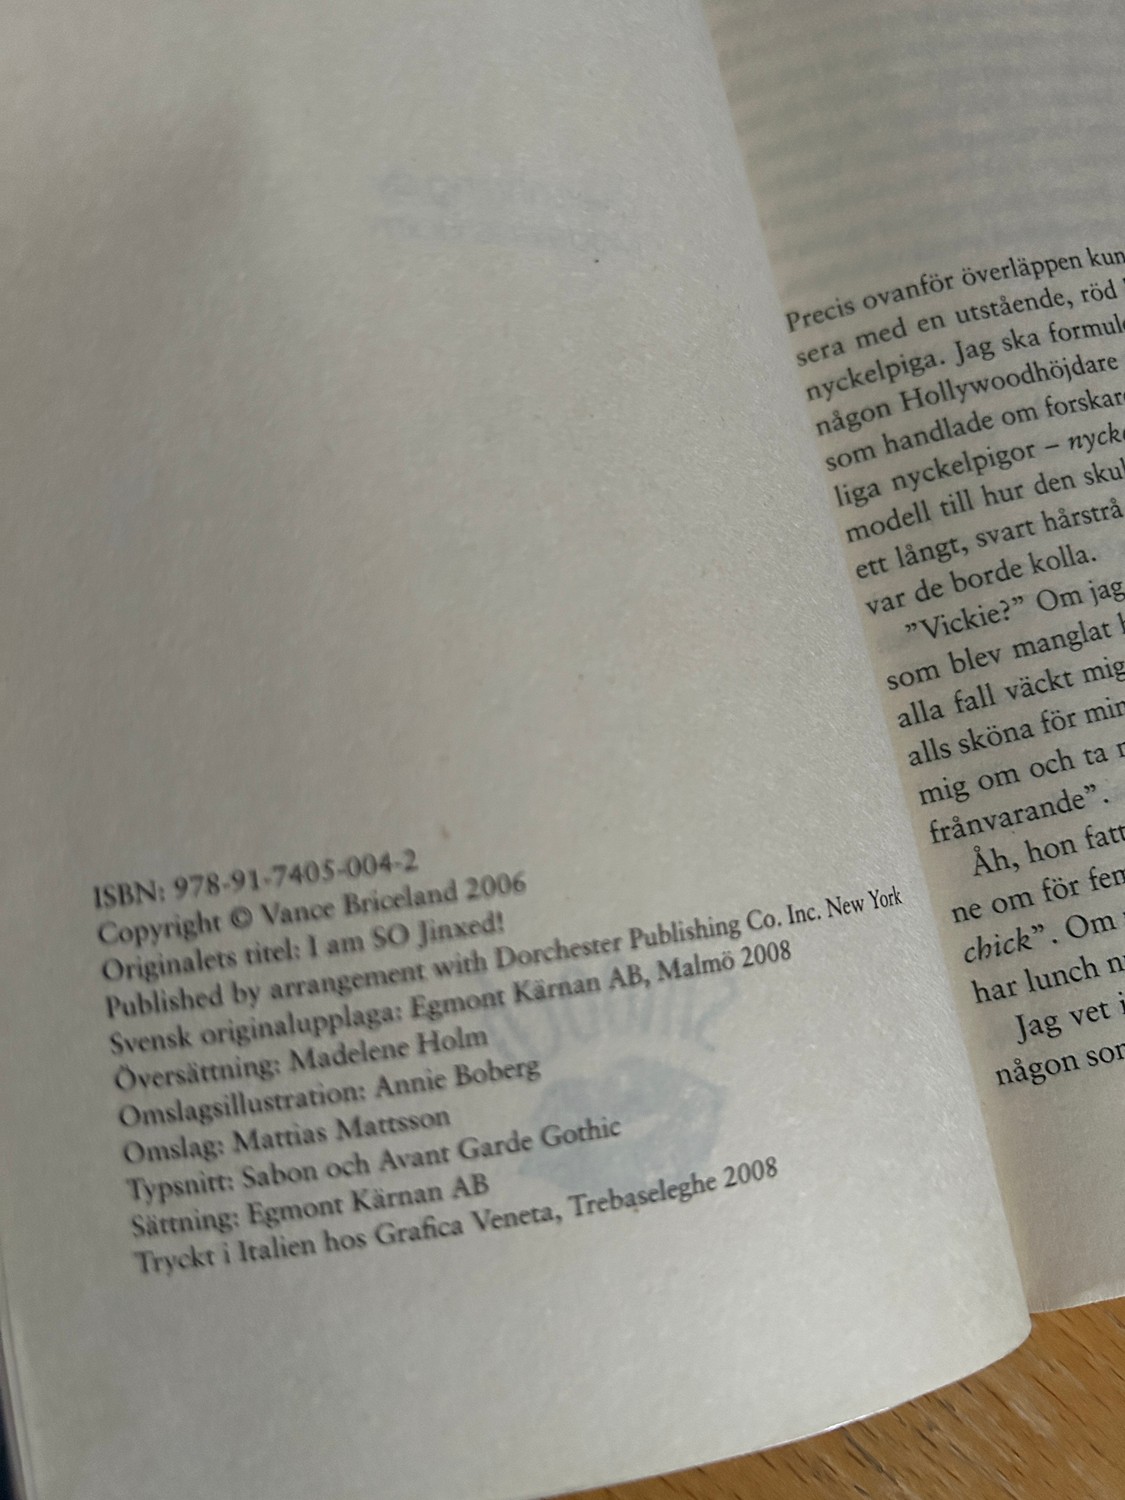 ISBN: 978-91-7405-004-2
Copyright © Vance Briceland 2006
Originalets titel: I am SO Jinxed!
Published by arrangement with Dorchester Publishing Co. Inc. New York
Svensk originalupplaga: Egmont Kärnan AB, Malmö 2008
Översättning: Madelene Holm
Omslagsillustration: Annie Boberg
Omslag: Mattias Mattsson
Typsnitt: Sabon och Avant Garde Gothic
Sättning: Egmont Kärnan AB
Tryckt i Italien hos Grafica Veneta, Trebaseleghe 2008
Precis ovanför överläppen kun
sera med en utstående, röd
nyckelpiga. Jag ska formule
någon Hollywoodhöjdare
som handlade om forskar
liga nyckelpigor – nyck
modell till hur den skul
ett långt, svart hårstrå
var de borde kolla.
”Vickie?” Om jag
som blev manglat
alla fall väckt mig
alls sköna för min
mig om och ta
frånvarande”.
Åh, hon fatt
ne om för fem
chick”. Om
har lunch
Jag vet
någon som